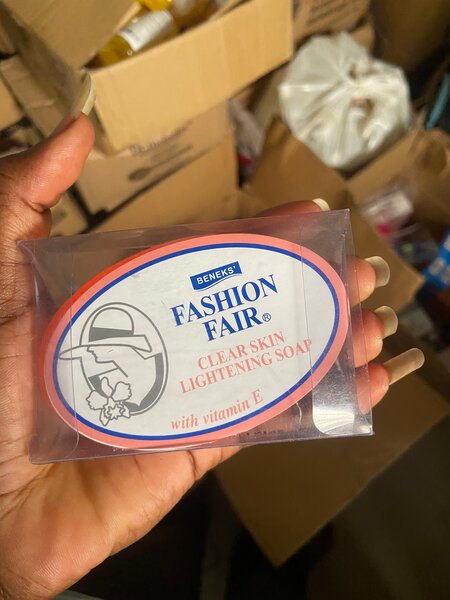 BENEKS'
FASHION
FAIR®
CLEAR SKIN
LIGHTENING SOAP
with vitamin E